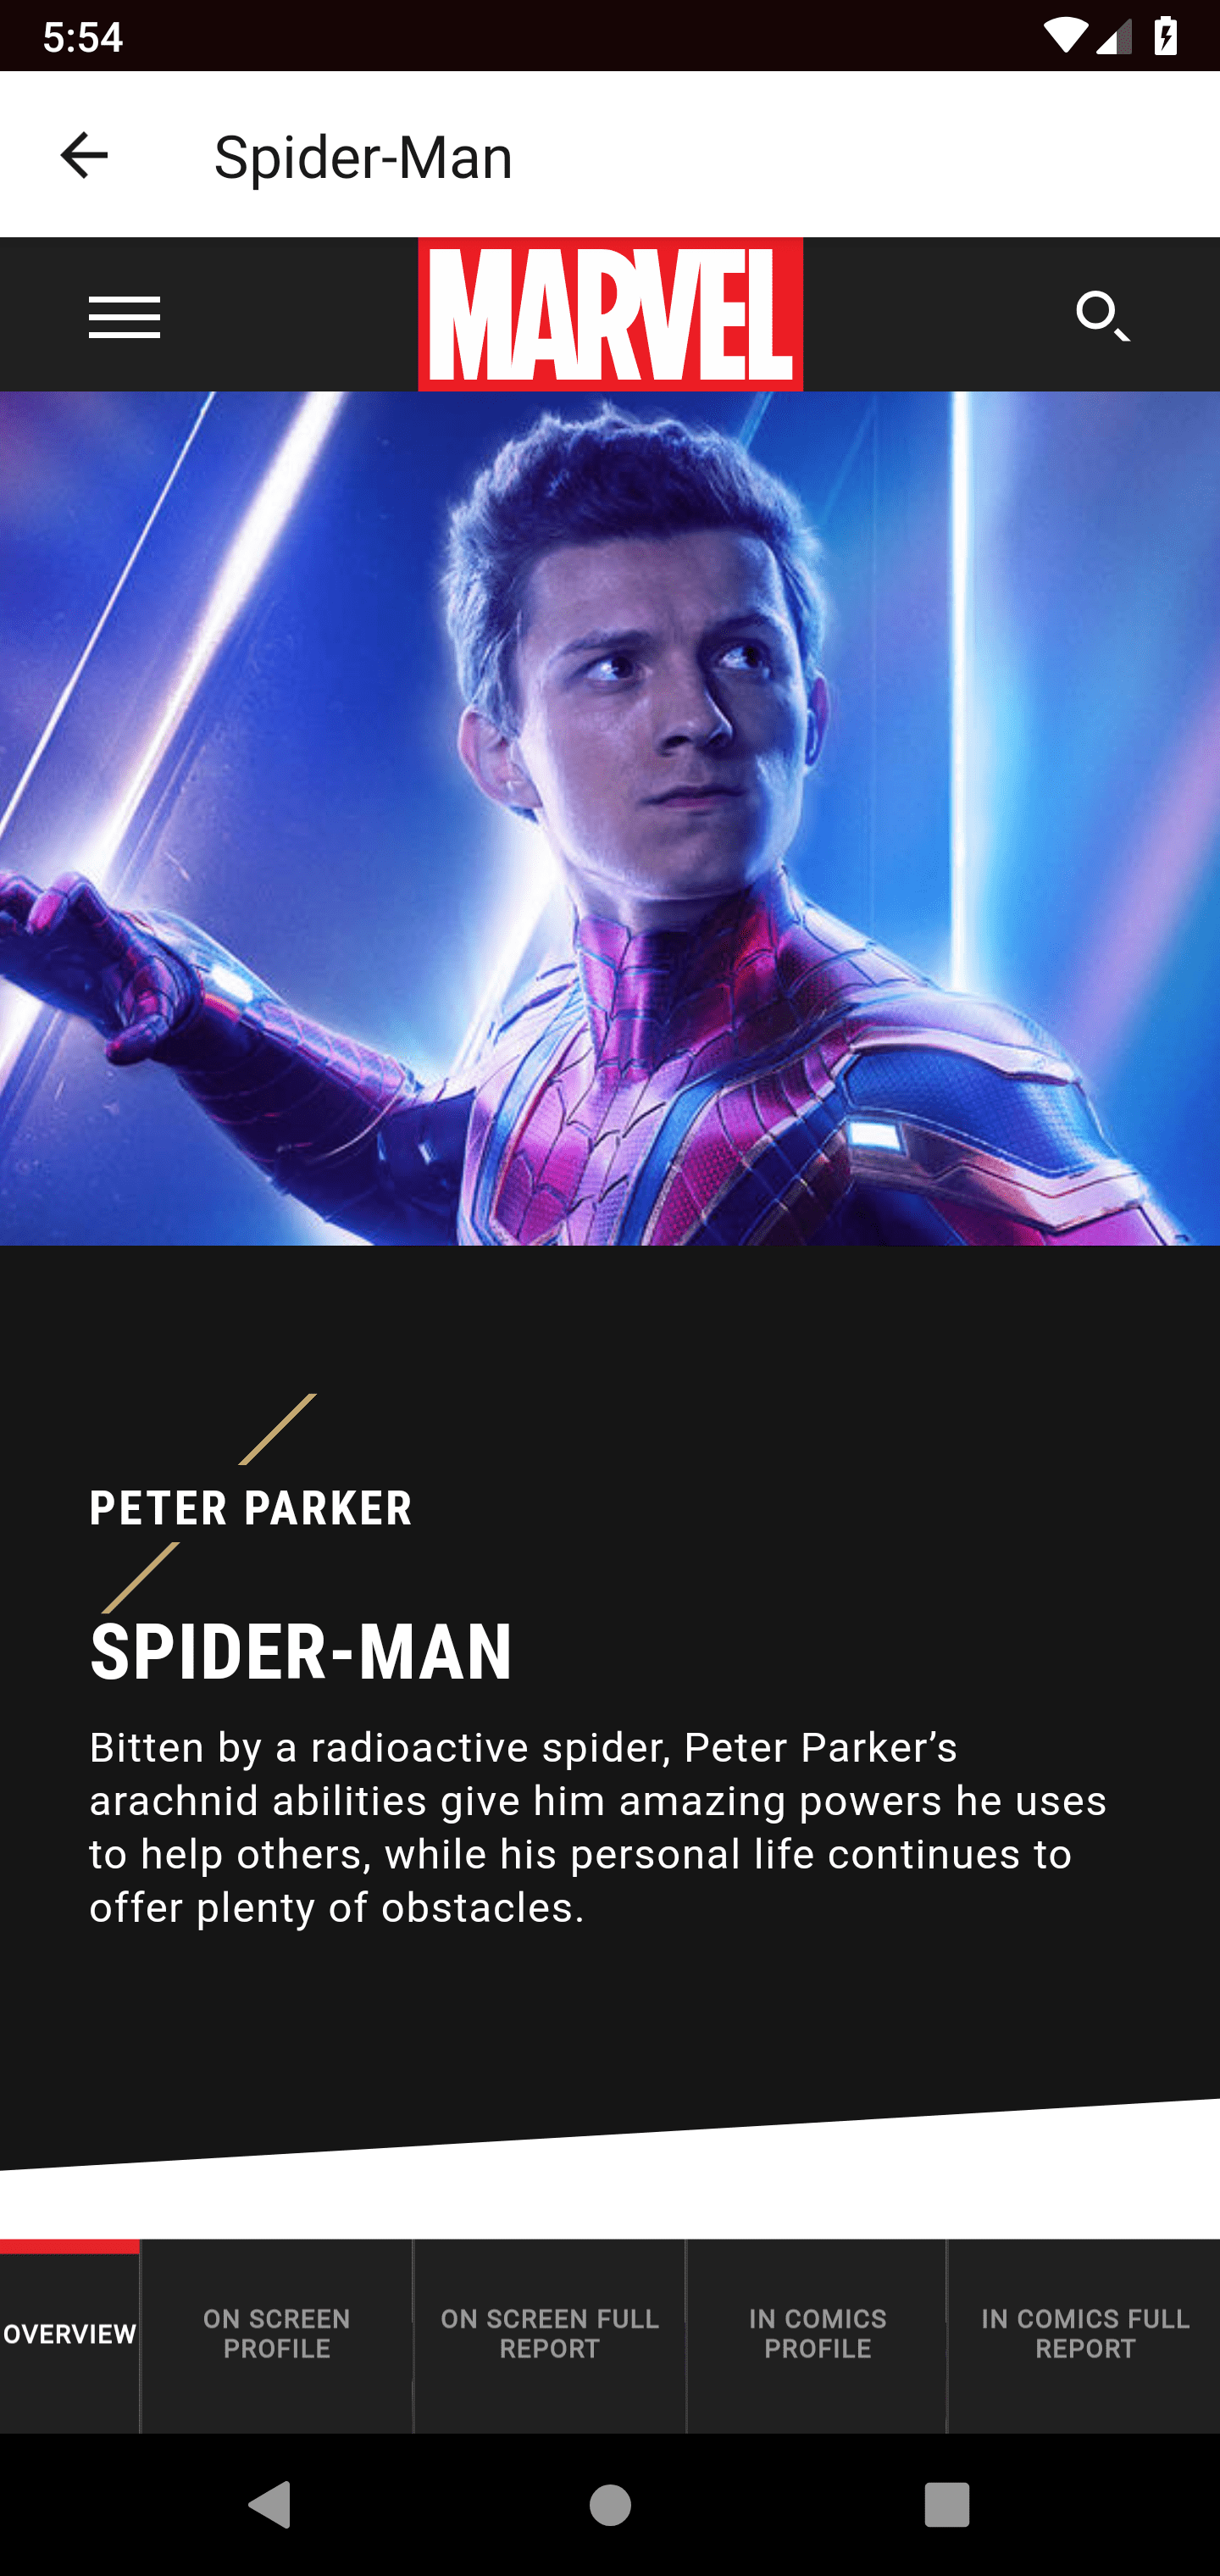 5:54
Spider-Man
MARVEL
PETER PARKER
SPIDER-MAN
Bitten by a radioactive spider, Peter Parker’s
arachnid abilities give him amazing powers he uses
to help others, while his personal life continues to
offer plenty of obstacles.
OVERVIEW
ON SCREEN
PROFILE
ON SCREEN FULL
REPORT
IN COMICS
PROFILE
IN COMICS FULL
REPORT